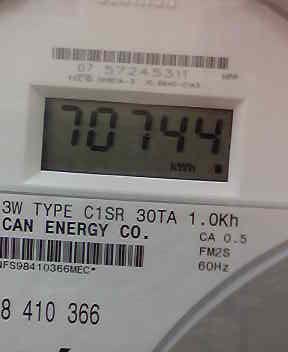 07 57245311
70744
kWh
3W TYPE C1SR 30TA 1.0Kh
CAN ENERGY CO.
CA 0.5
FM2S
NFS98410366MEC*
60Hz
8 410 366